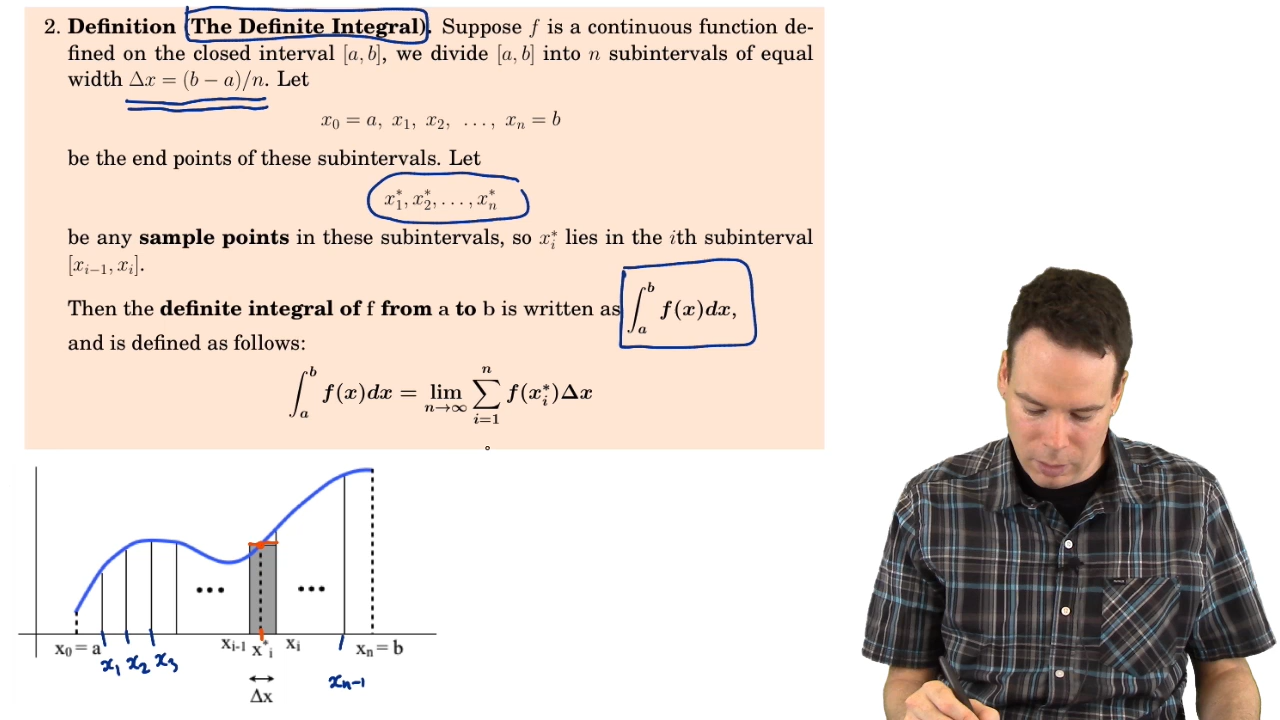 2. Definition (The Definite Integral). Suppose f is a continuous function de-
fined on the closed interval [a, b], we divide [a, b] into n subintervals of equal
width Δx = (b − a)/n. Let
x₀ = a, x₁, x₂, …, xₙ = b
be the end points of these subintervals. Let
x₁*, x₂*, …, xₙ*
be any sample points in these subintervals, so xᵢ* lies in the ith subinterval
[xᵢ₋₁, xᵢ].
Then the definite integral of f from a to b is written as ∫ₐᵇ f(x)dx,
and is defined as follows:
∫ₐᵇ f(x)dx = lim n→∞ ∑ i=1 n f(xᵢ*)Δx
x₀ = a xᵢ₋₁ xᵢ* xᵢ xₙ = b
x₁ x₂ x₃ xₙ₋₁
Δx